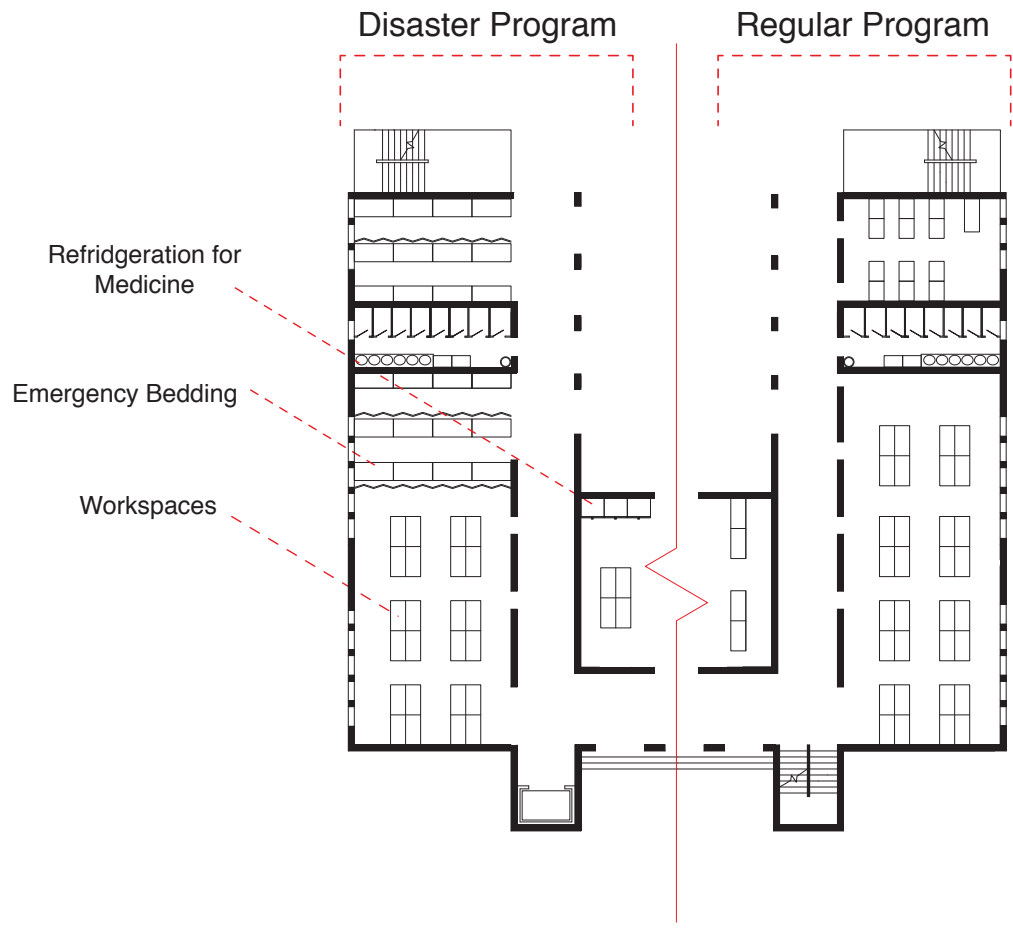 Disaster Program
Regular Program
Refridgeration for
Medicine
Emergency Bedding
Workspaces